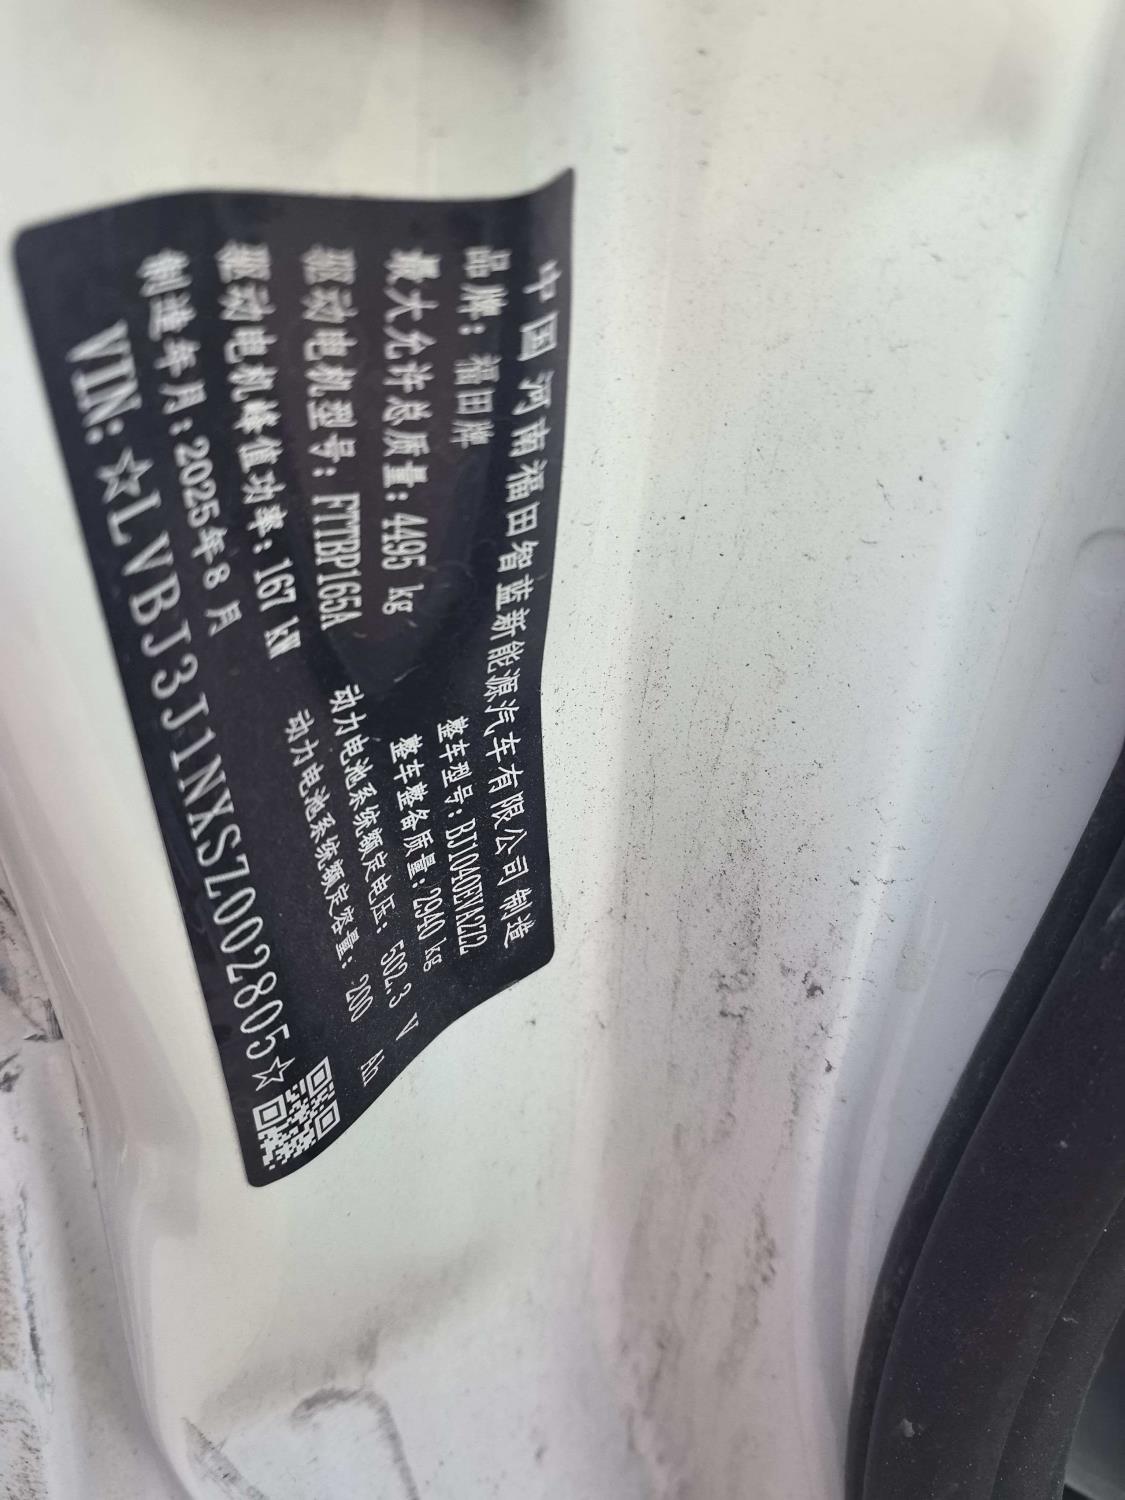 中国河南福田智蓝新能源汽车有限公司制造
品牌：福田牌 整车型号：BJ1040EVA2Z2
最大允许总质量：4495 kg 整车整备质量：2940 kg
驱动电机型号：FTTBP165A 动力电池系统额定电压：502.3 V
驱动电机峰值功率：167 kW 动力电池系统额定容量：200 Ah
制造年月：2025年8月
VIN:☆LVBJ3J1NXSZ002805☆